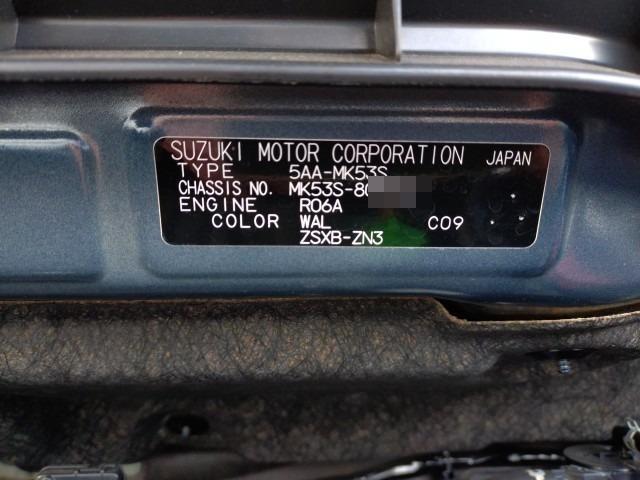 SUZUKI MOTOR CORPORATION JAPAN
TYPE 5AA-MK53S
CHASSIS NO. MK53S-8
ENGINE R06A
COLOR WAL C09
ZSXB-ZN3